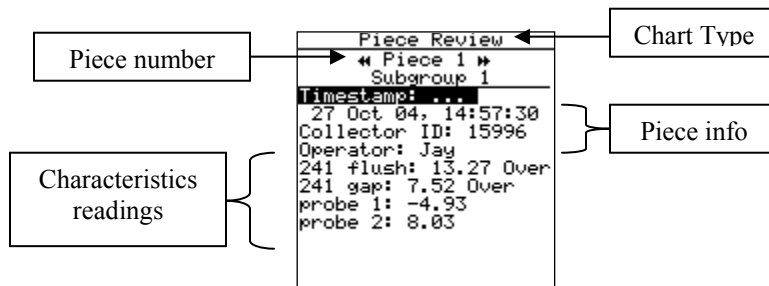 Piece Review
Chart Type
Piece number
◀◀ Piece 1 ▶▶
Subgroup 1
Timestamp: ...
27 Oct 04, 14:57:30
Collector ID: 15996
Piece info
Operator: Jay
Characteristics
readings
241 flush: 13.27 Over
241 gap: 7.52 Over
probe 1: -4.93
probe 2: 8.03